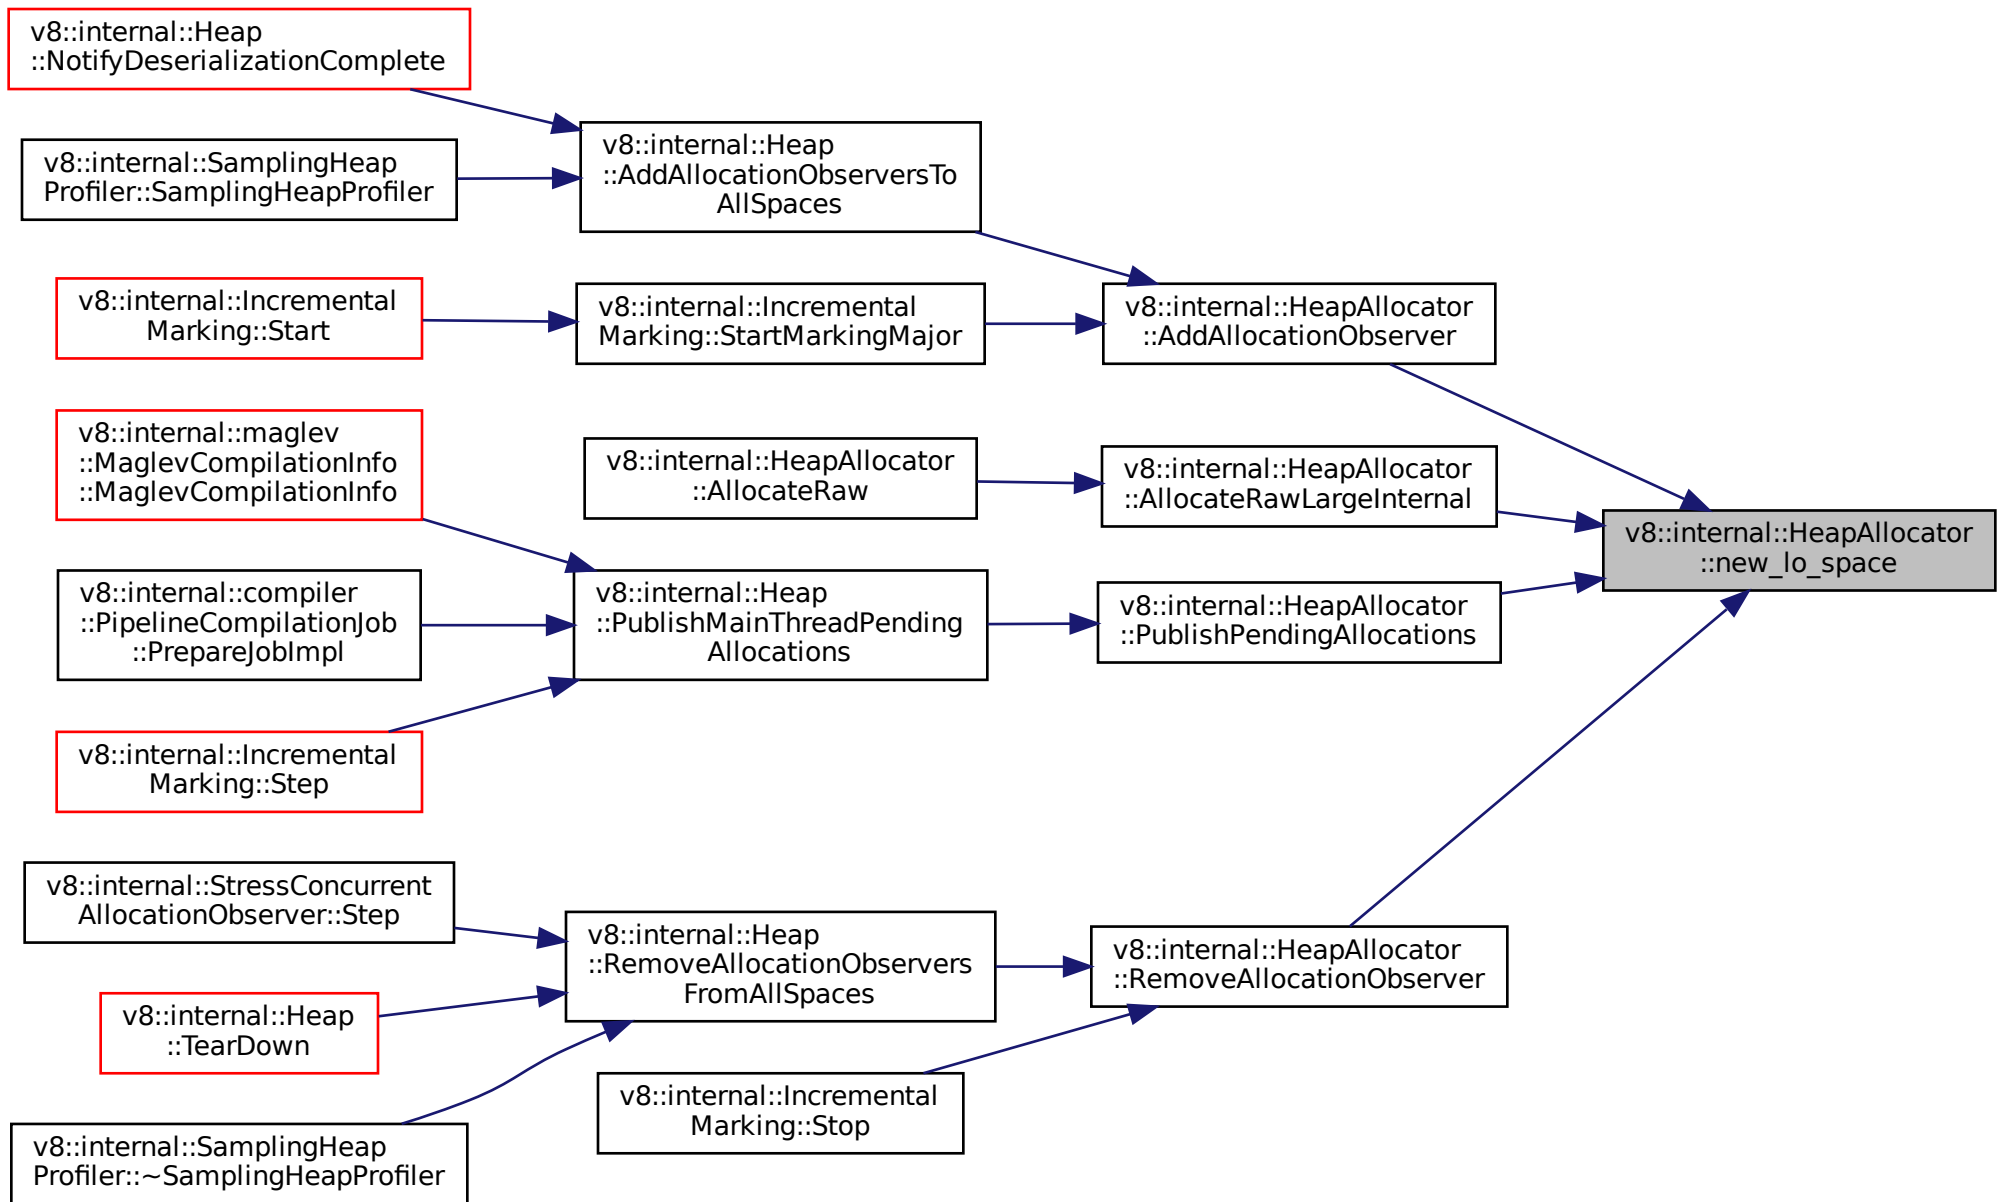 v8::internal::Heap
::NotifyDeserializationComplete
v8::internal::SamplingHeap
Profiler::SamplingHeapProfiler
v8::internal::Heap
::AddAllocationObserversTo
AllSpaces
v8::internal::Incremental
Marking::Start
v8::internal::Incremental
Marking::StartMarkingMajor
v8::internal::HeapAllocator
::AddAllocationObserver
v8::internal::maglev
::MaglevCompilationInfo
::MaglevCompilationInfo
v8::internal::HeapAllocator
::AllocateRaw
v8::internal::HeapAllocator
::AllocateRawLargeInternal
v8::internal::HeapAllocator
::new_lo_space
v8::internal::compiler
::PipelineCompilationJob
::PrepareJobImpl
v8::internal::Heap
::PublishMainThreadPending
Allocations
v8::internal::HeapAllocator
::PublishPendingAllocations
v8::internal::Incremental
Marking::Step
v8::internal::StressConcurrent
AllocationObserver::Step
v8::internal::Heap
::RemoveAllocationObservers
FromAllSpaces
v8::internal::HeapAllocator
::RemoveAllocationObserver
v8::internal::Heap
::TearDown
v8::internal::Incremental
Marking::Stop
v8::internal::SamplingHeap
Profiler::~SamplingHeapProfiler